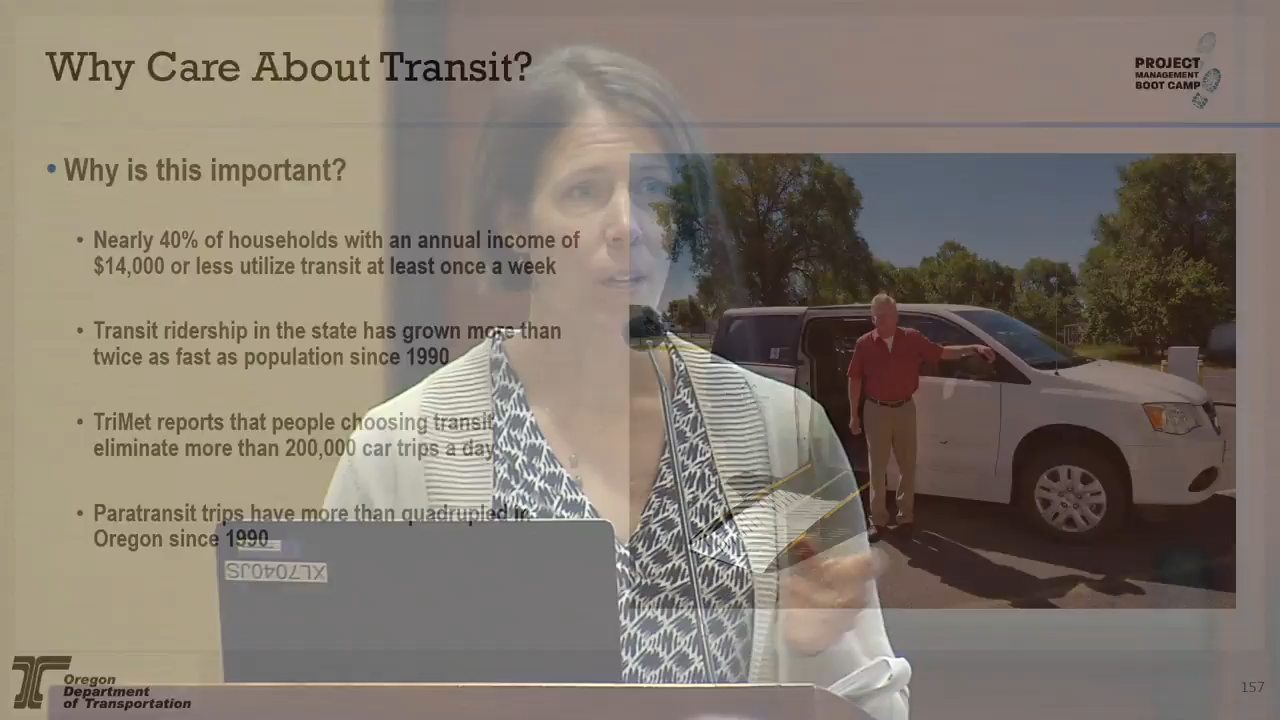 Why Care About Transit?
PROJECT
MANAGEMENT
BOOT CAMP
• Why is this important?
• Nearly 40% of households with an annual income of
$14,000 or less utilize transit at least once a week
• Transit ridership in the state has grown more than
twice as fast as population since 1990
• TriMet reports that people choosing transit
eliminate more than 200,000 car trips a day
• Paratransit trips have more than quadrupled in
Oregon since 1990
XL7040JS
Oregon
Department
of Transportation
157